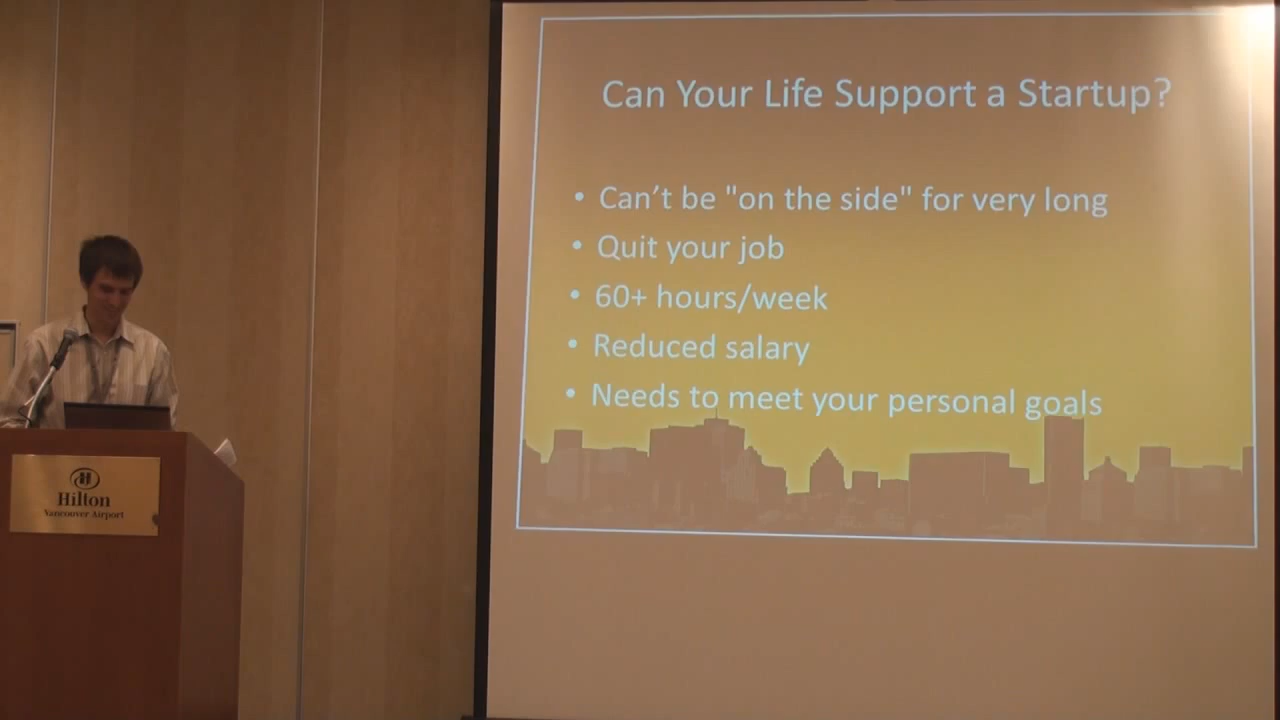 Can Your Life Support a Startup?
• Can’t be "on the side" for very long
• Quit your job
• 60+ hours/week
• Reduced salary
• Needs to meet your personal goals
Hilton
Vancouver Airport